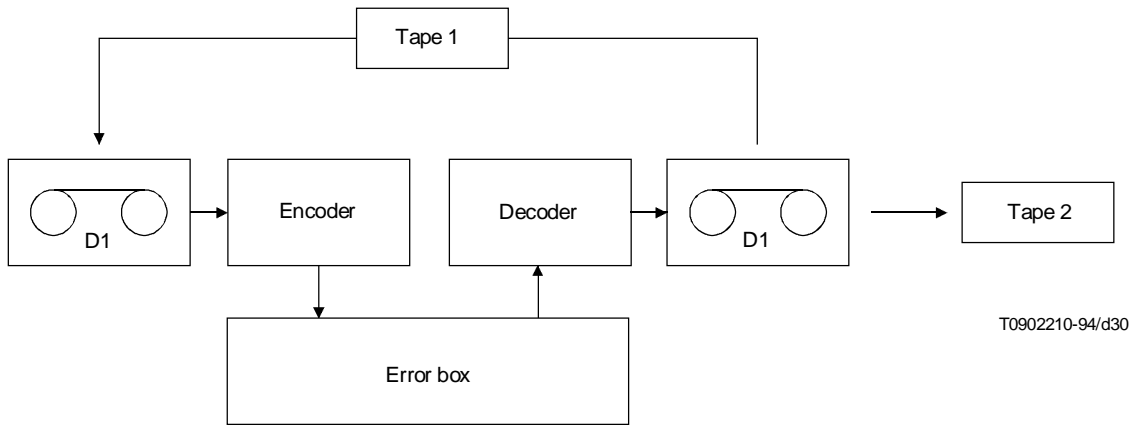 Tape 1
Encoder
Decoder
Tape 2
D1
D1
T0902210-94/d30
Error box